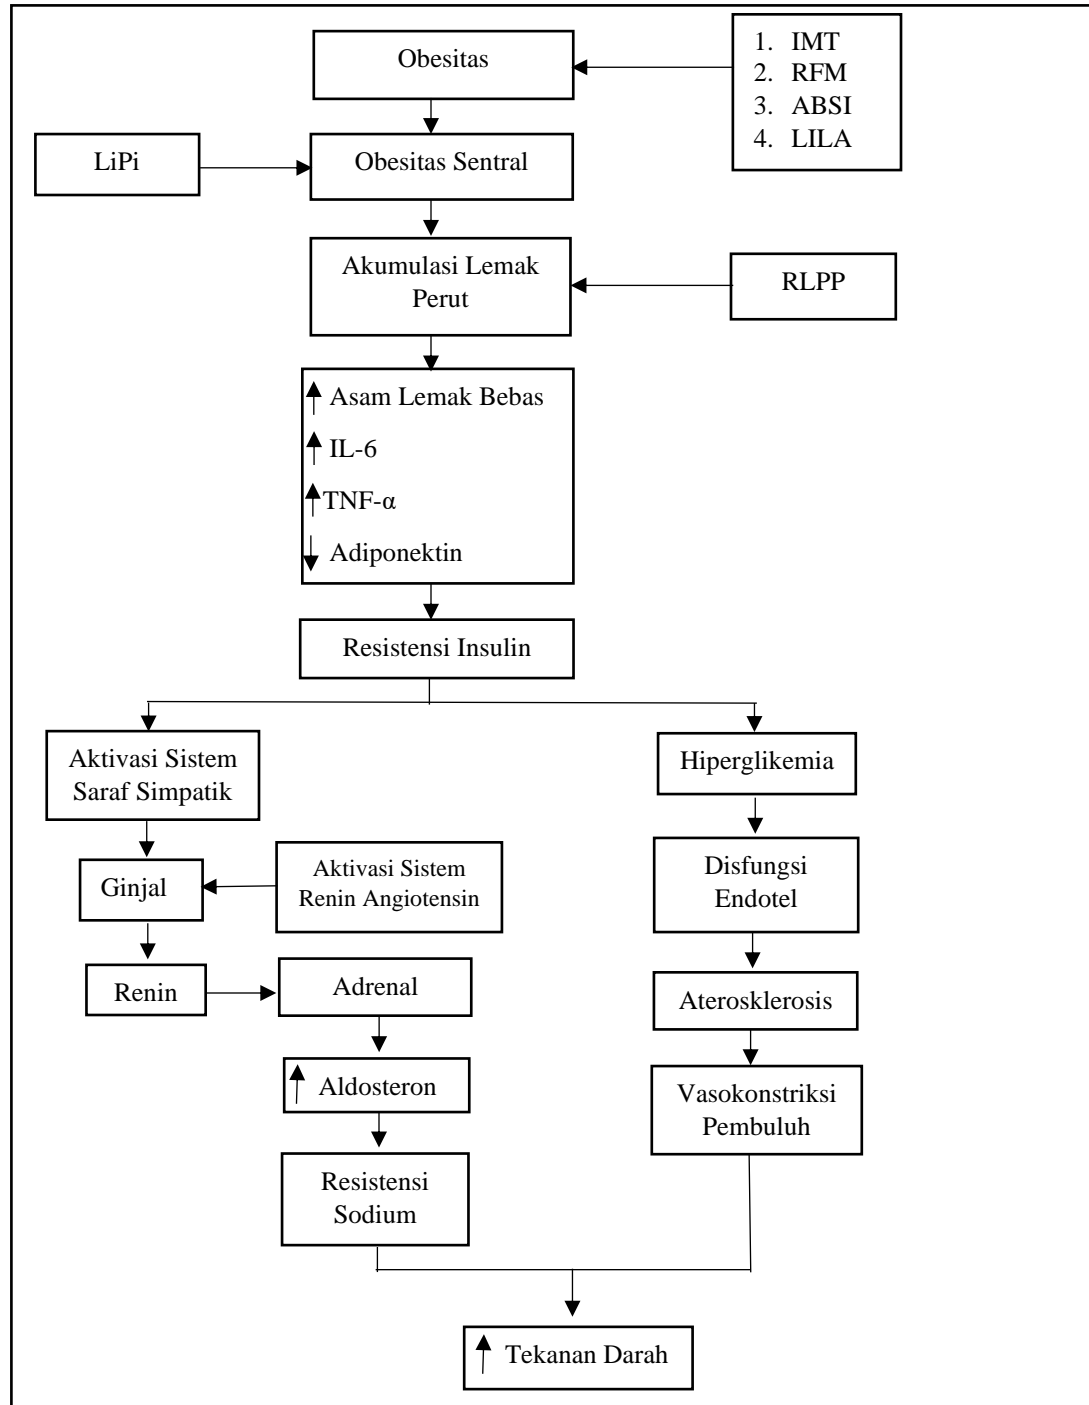 Obesitas
1. IMT
2. RFM
3. ABSI
4. LILA
LiPi
Obesitas Sentral
Akumulasi Lemak
Perut
RLPP
Asam Lemak Bebas
IL-6
TNF-α
Adiponektin
Resistensi Insulin
Aktivasi Sistem
Saraf Simpatik
Hiperglikemia
Ginjal
Aktivasi Sistem
Renin Angiotensin
Disfungsi
Endotel
Renin
Adrenal
Aterosklerosis
Aldosteron
Vasokonstriksi
Pembuluh
Resistensi
Sodium
Tekanan Darah